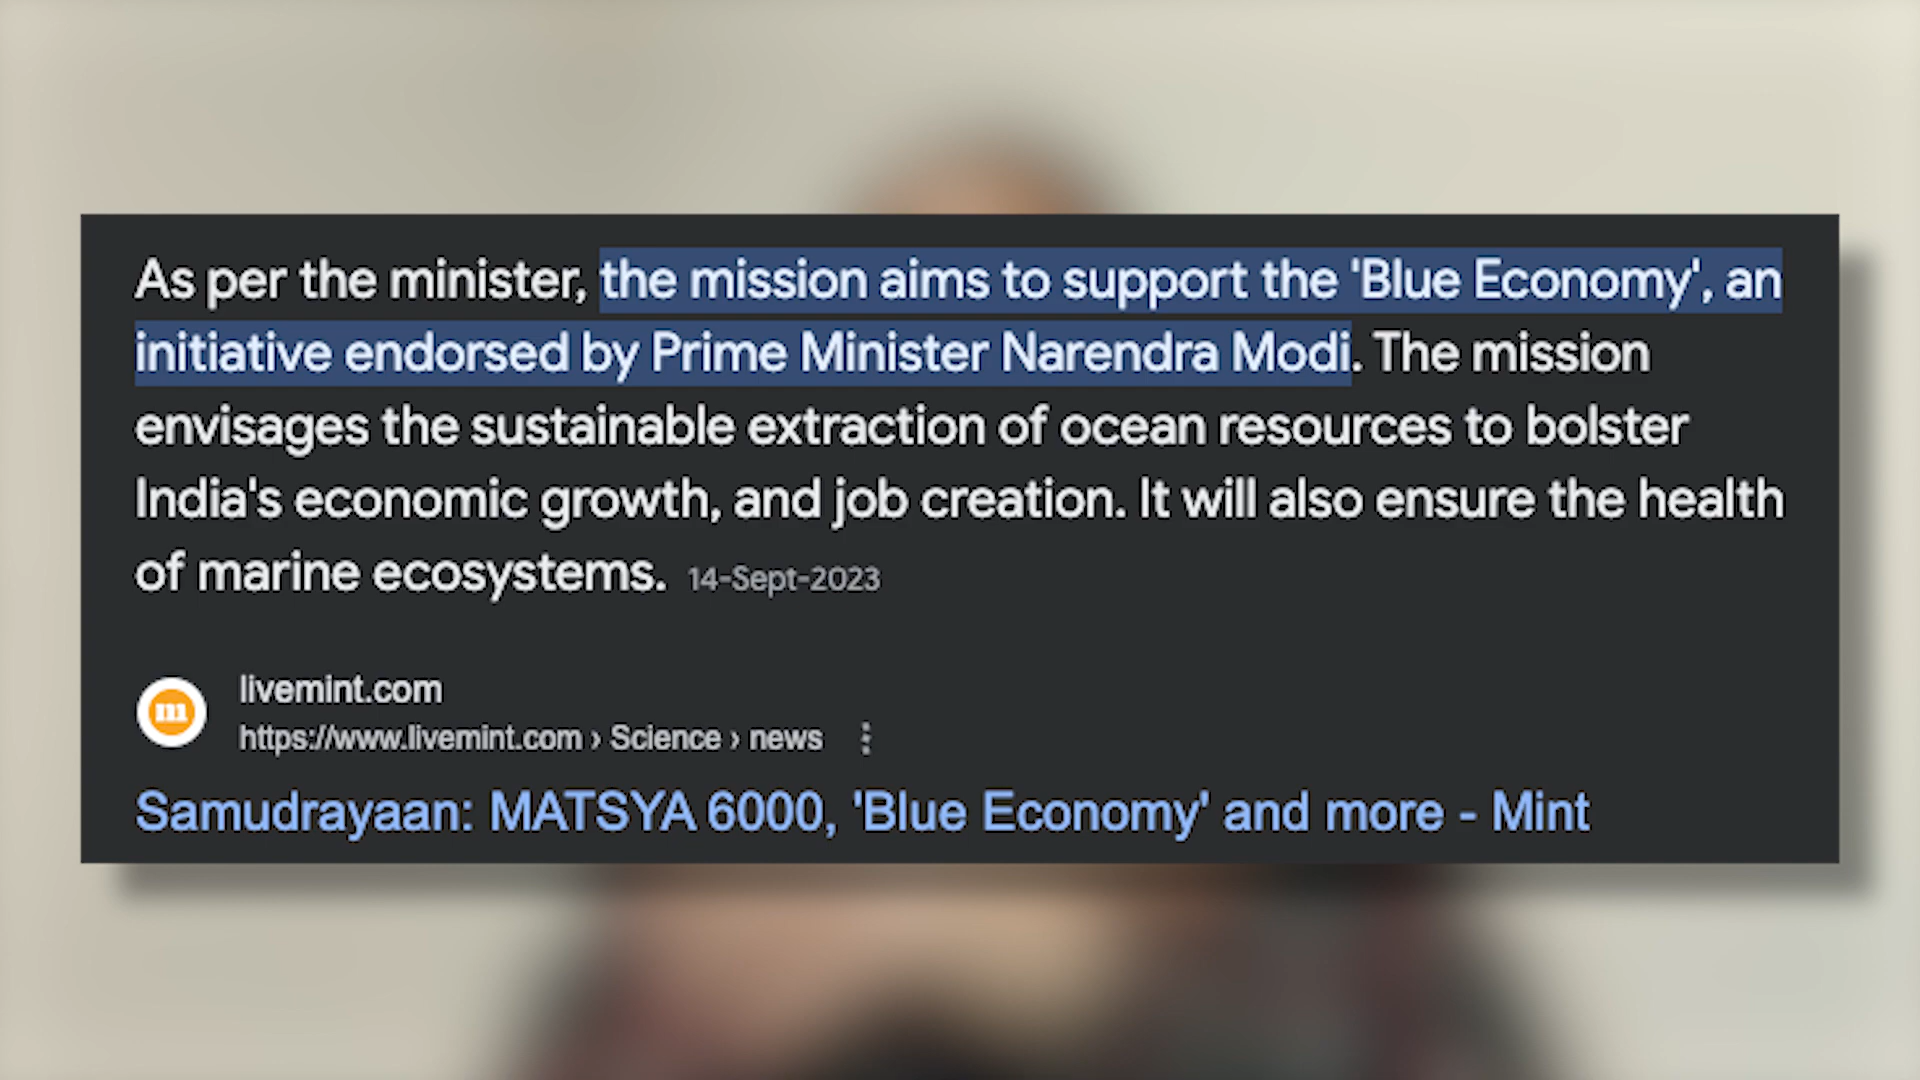 As per the minister, the mission aims to support the 'Blue Economy', an
initiative endorsed by Prime Minister Narendra Modi. The mission
envisages the sustainable extraction of ocean resources to bolster
India's economic growth, and job creation. It will also ensure the health
of marine ecosystems. 14-Sept-2023
m
livemint.com
https://www.livemint.com › Science › news
Samudrayaan: MATSYA 6000, 'Blue Economy' and more - Mint